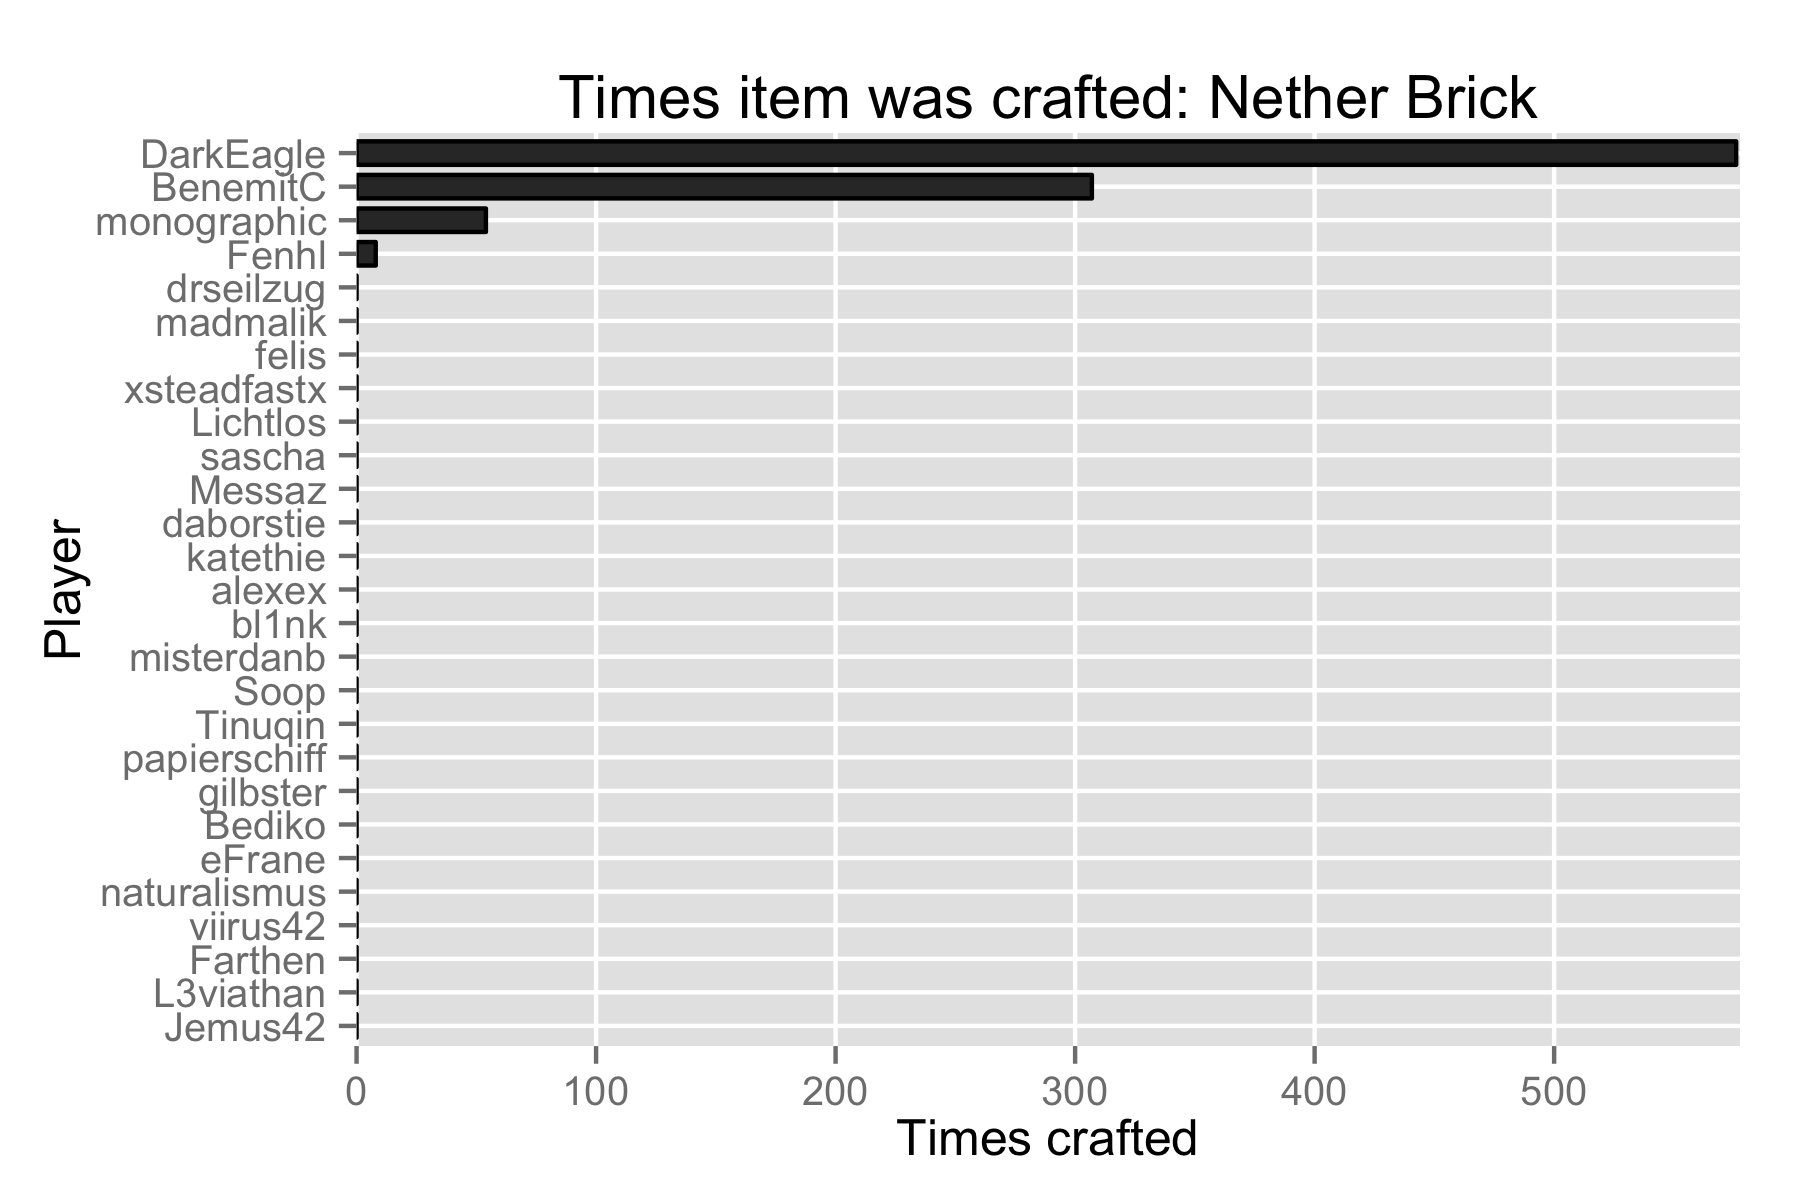 Times item was crafted: Nether Brick
DarkEagle
BenemitC
monographic
Fenhl
drseilzug
madmalik
felis
xsteadfastx
Lichtlos
sascha
Messaz
daborstie
katethie
alexex
bl1nk
misterdanb
Soop
Tinuqin
papierschiff
gilbster
Bediko
eFrane
naturalismus
viirus42
Farthen
L3viathan
Jemus42
Player
0 100 200 300 400 500
Times crafted